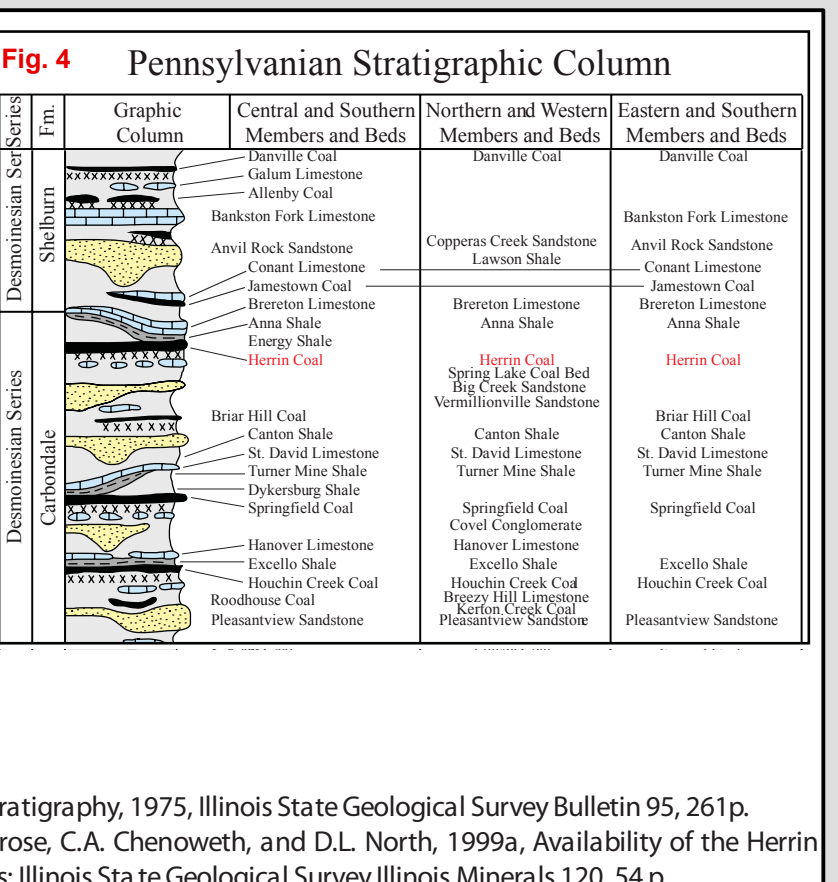 Fig. 4
Pennsylvanian Stratigraphic Column
Series
Fm.
Graphic Column
Central and Southern Members and Beds
Northern and Western Members and Beds
Eastern and Southern Members and Beds
Desmoinesian Series
Shelburn
Desmoinesian Series
Carbondale
Danville Coal
Galum Limestone
Allenby Coal
Bankston Fork Limestone
Anvil Rock Sandstone
Conant Limestone
Jamestown Coal
Brereton Limestone
Anna Shale
Energy Shale
Herrin Coal
Briar Hill Coal
Canton Shale
St. David Limestone
Turner Mine Shale
Dykersburg Shale
Springfield Coal
Hanover Limestone
Excello Shale
Houchin Creek Coal
Roodhouse Coal
Pleasantview Sandstone
Danville Coal
Copperas Creek Sandstone
Lawson Shale
Brereton Limestone
Anna Shale
Herrin Coal
Spring Lake Coal Bed
Big Creek Sandstone
Vermillionville Sandstone
Canton Shale
St. David Limestone
Turner Mine Shale
Springfield Coal
Covel Conglomerate
Hanover Limestone
Excello Shale
Houchin Creek Coal
Breezy Hill Limestone
Kerton Creek Coal
Pleasantview Sandstone
Danville Coal
Bankston Fork Limestone
Anvil Rock Sandstone
Conant Limestone
Jamestown Coal
Brereton Limestone
Anna Shale
Herrin Coal
Briar Hill Coal
Canton Shale
St. David Limestone
Turner Mine Shale
Springfield Coal
Excello Shale
Houchin Creek Coal
Pleasantview Sandstone
ratigraphy, 1975, Illinois State Geological Survey Bulletin 95, 261p.
rose, C.A. Chenoweth, and D.L. North, 1999a, Availability of the Herrin
s: Illinois State Geological Survey Illinois Minerals 120, 54 p.